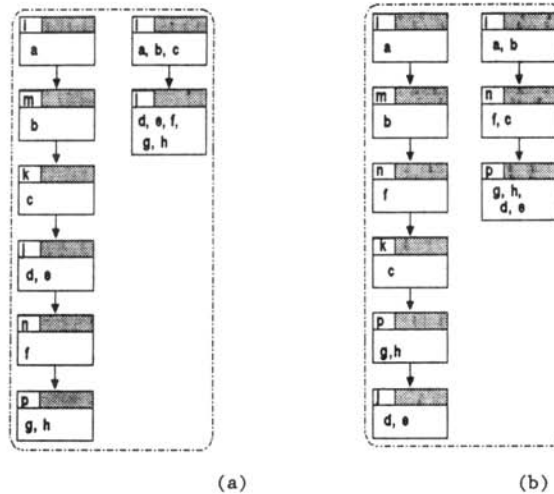 i
a
m
b
k
c
j
d, e
n
f
p
g, h
i
a, b, c
j
d, e, f,
g, h
(a)
i
a
m
b
n
f
k
c
p
g,h
j
d, e
i
a, b
n
f, c
p
g, h,
d, e
(b)